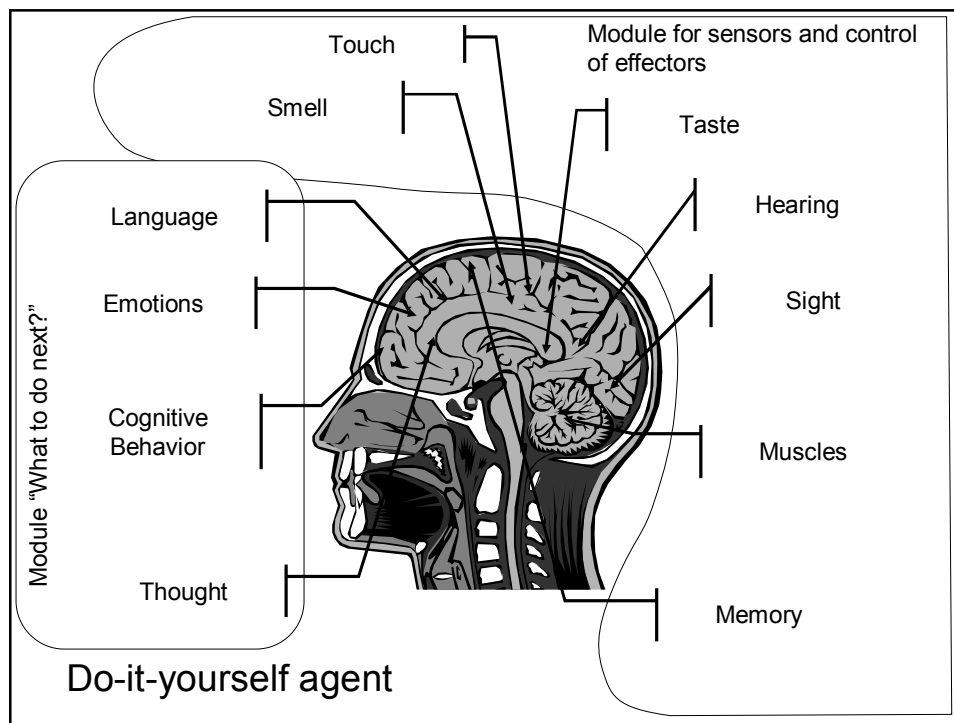 Touch
Module for sensors and control
of effectors
Smell
Taste
Language
Hearing
Emotions
Sight
Module “What to do next?”
Cognitive
Behavior
Muscles
Thought
Memory
Do-it-yourself agent